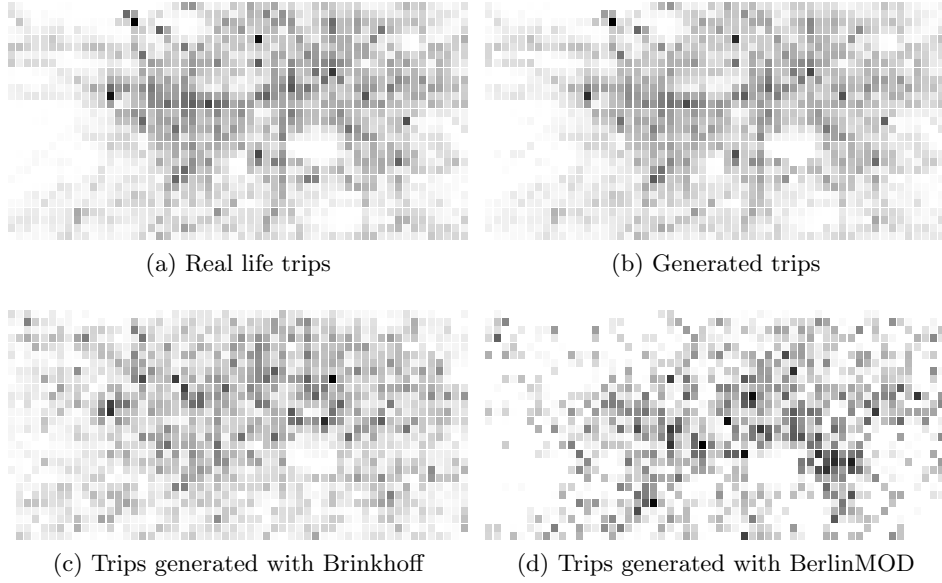 (a) Real life trips
(b) Generated trips
(c) Trips generated with Brinkhoff
(d) Trips generated with BerlinMOD